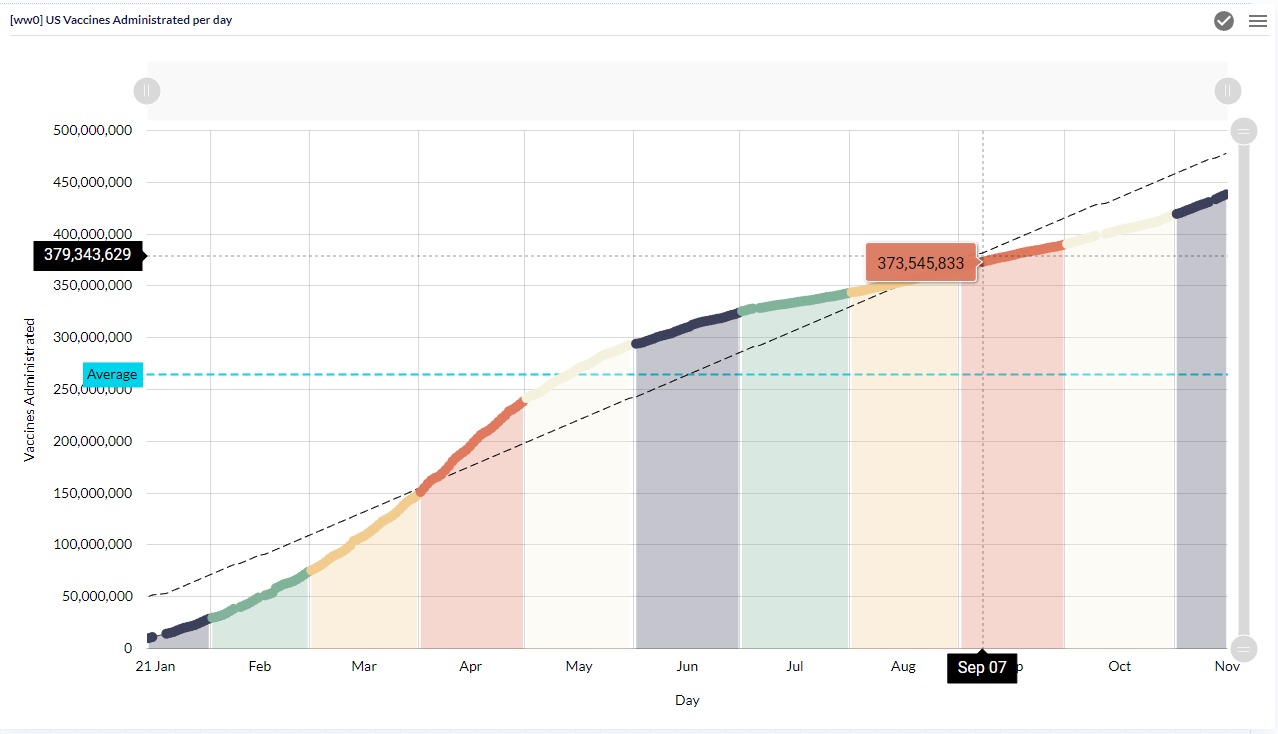 [ww0] US Vaccines Administrated per day
500,000,000
450,000,000
400,000,000
379,343,629
373,545,833
350,000,000
300,000,000
Average
250,000,000
200,000,000
150,000,000
100,000,000
50,000,000
0
Vaccines Administrated
21 Jan Feb Mar Apr May Jun Jul Aug Sep 07 Oct Nov
Day